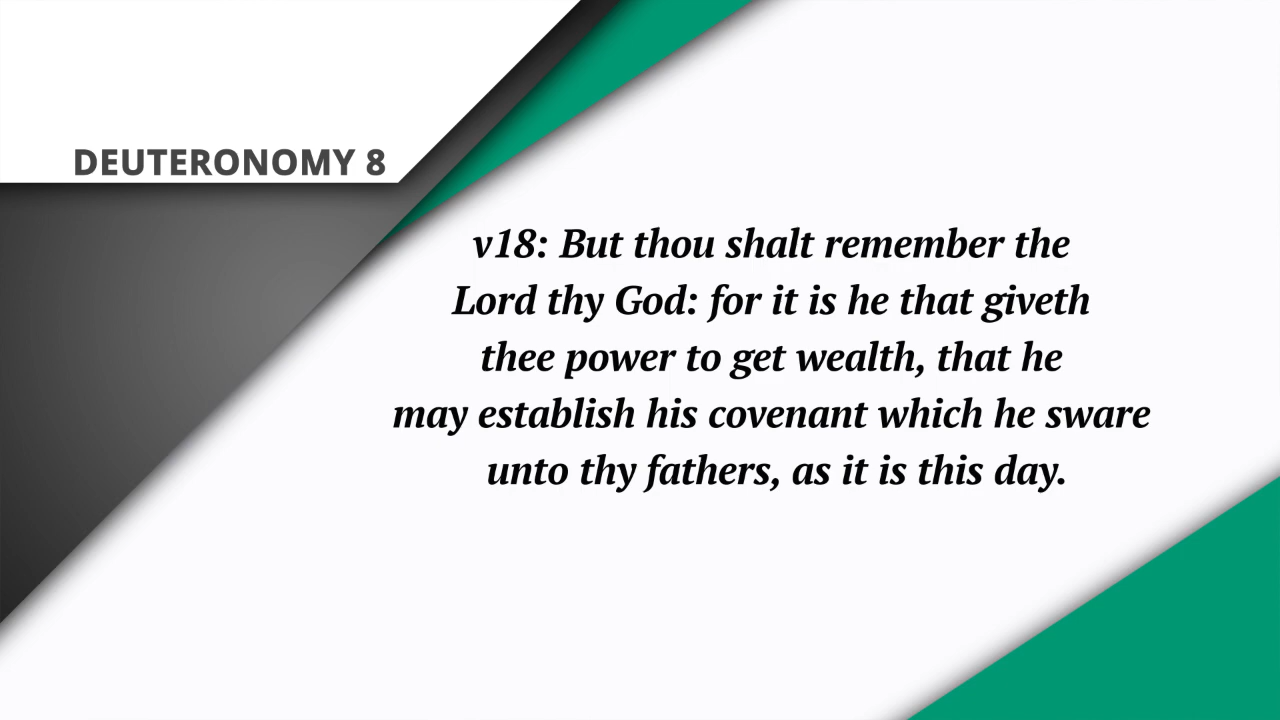 DEUTERONOMY 8
v18: But thou shalt remember the
Lord thy God: for it is he that giveth
thee power to get wealth, that he
may establish his covenant which he sware
unto thy fathers, as it is this day.